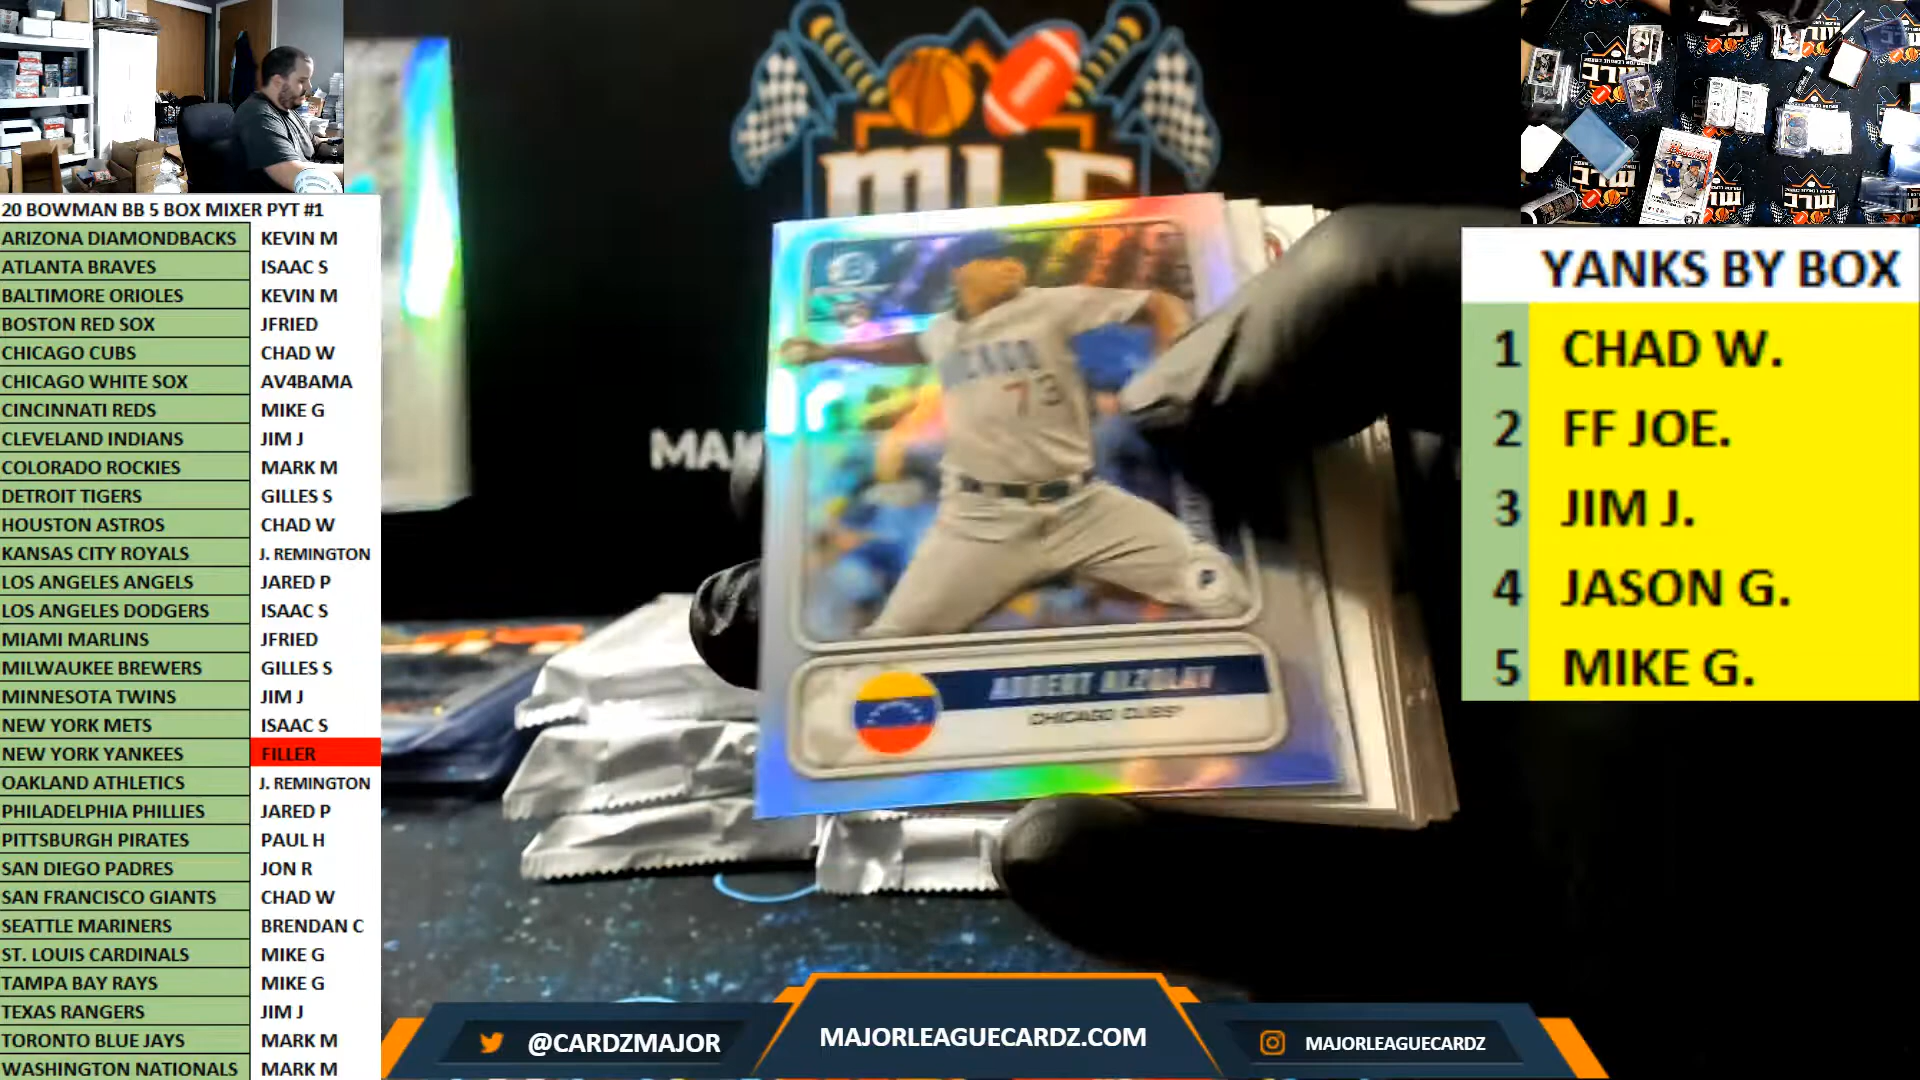 20 BOWMAN BB 5 BOX MIXER PYT #1
ARIZONA DIAMONDBACKS KEVIN M
ATLANTA BRAVES ISAAC S
BALTIMORE ORIOLES KEVIN M
BOSTON RED SOX JFRIED
CHICAGO CUBS CHAD W
CHICAGO WHITE SOX AV4BAMA
CINCINNATI REDS MIKE G
CLEVELAND INDIANS JIM J
COLORADO ROCKIES MARK M
DETROIT TIGERS GILLES S
HOUSTON ASTROS CHAD W
KANSAS CITY ROYALS J. REMINGTON
LOS ANGELES ANGELS JARED P
LOS ANGELES DODGERS ISAAC S
MIAMI MARLINS JFRIED
MILWAUKEE BREWERS GILLES S
MINNESOTA TWINS JIM J
NEW YORK METS ISAAC S
NEW YORK YANKEES FILLER
OAKLAND ATHLETICS J. REMINGTON
PHILADELPHIA PHILLIES JARED P
PITTSBURGH PIRATES PAUL H
SAN DIEGO PADRES JON R
SAN FRANCISCO GIANTS CHAD W
SEATTLE MARINERS BRENDAN C
ST. LOUIS CARDINALS MIKE G
TAMPA BAY RAYS MIKE G
TEXAS RANGERS JIM J
TORONTO BLUE JAYS MARK M
WASHINGTON NATIONALS MARK M
MLC
73
ADBERT ALZOLAY
CHICAGO CUBS
YANKS BY BOX
1 CHAD W.
2 FF JOE.
3 JIM J.
4 JASON G.
5 MIKE G.
@CARDZMAJOR
MAJORLEAGUECARDZ.COM
MAJORLEAGUECARDZ